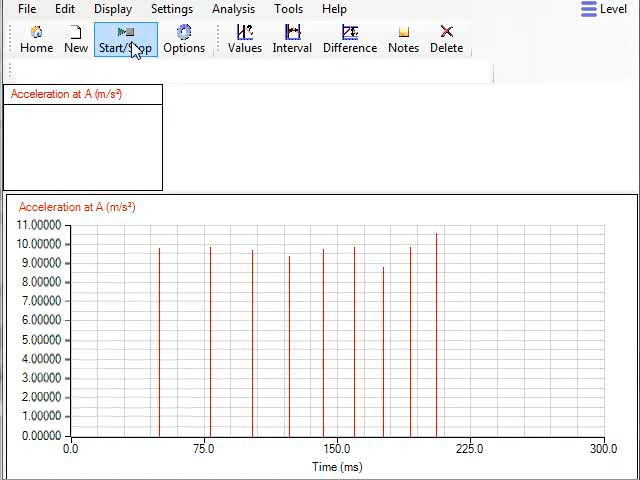 File Edit Display Settings Analysis Tools Help Level
Home New Start/Stop Options Values Interval Difference Notes Delete
Acceleration at A (m/s²)
Acceleration at A (m/s²)
11.00000
10.00000
9.00000
8.00000
7.00000
6.00000
5.00000
4.00000
3.00000
2.00000
1.00000
0.00000
0.0 75.0 150.0 225.0 300.0
Time (ms)